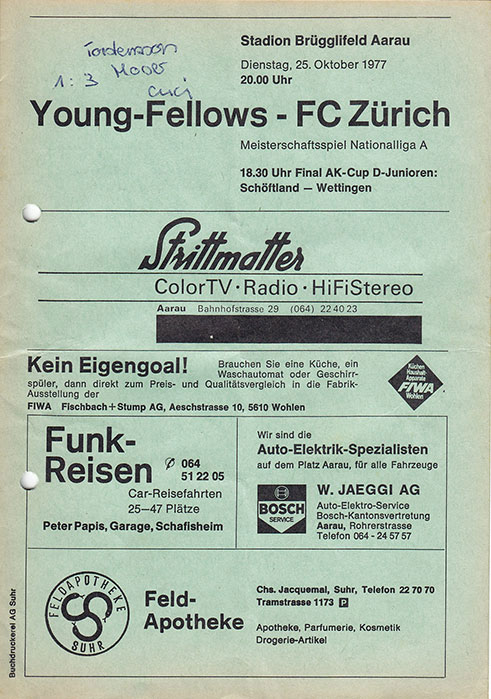 1 : 3
Stadion Brügglifeld Aarau
Dienstag, 25. Oktober 1977
20.00 Uhr
Young-Fellows - FC Zürich
Meisterschaftsspiel Nationalliga A
18.30 Uhr Final AK-Cup D-Junioren:
Schöftland – Wettingen
Strittmatter
ColorTV · Radio · HiFiStereo
Aarau Bahnhofstrasse 29 (064) 22 40 23
Kein Eigengoal! Brauchen Sie eine Küche, ein
Waschautomat oder Geschirr-
spüler, dann direkt zum Preis- und Qualitätsvergleich in die Fabrik-
Ausstellung der
FIWA Fischbach+Stump AG, Aeschstrasse 10, 5610 Wohlen
Küchen
Haushalt-
Apparate
FIWA
Wohlen
Funk-
Reisen
064
51 22 05
Car-Reisefahrten
25–47 Plätze
Peter Papis, Garage, Schafisheim
Wir sind die
Auto-Elektrik-Spezialisten
auf dem Platz Aarau, für alle Fahrzeuge
BOSCH
SERVICE
W. JAEGGI AG
Auto-Elektro-Service
Bosch-Kantonsvertretung
Aarau, Rohrerstrasse
Telefon 064 - 24 57 57
FELDAPOTHEKE
SUHR
Feld-
Apotheke
Chs. Jacquemai, Suhr, Telefon 22 70 70
Tramstrasse 1173 P
Apotheke, Parfumerie, Kosmetik
Drogerie-Artikel
Buchdruckerei AG Suhr